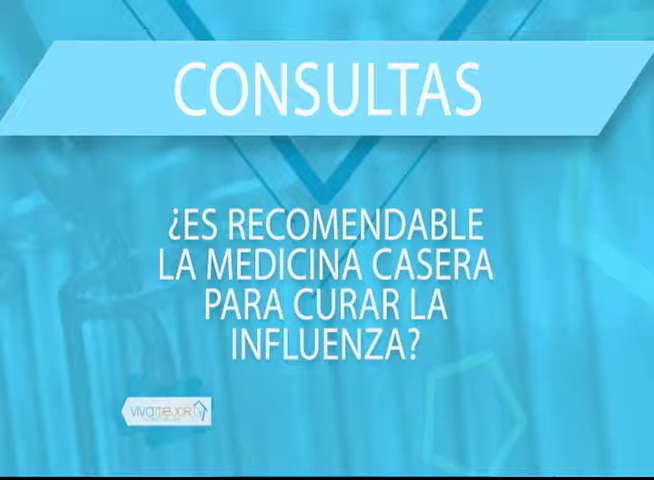 CONSULTAS
¿ES RECOMENDABLE
LA MEDICINA CASERA
PARA CURAR LA
INFLUENZA?
VIVAMEJOR